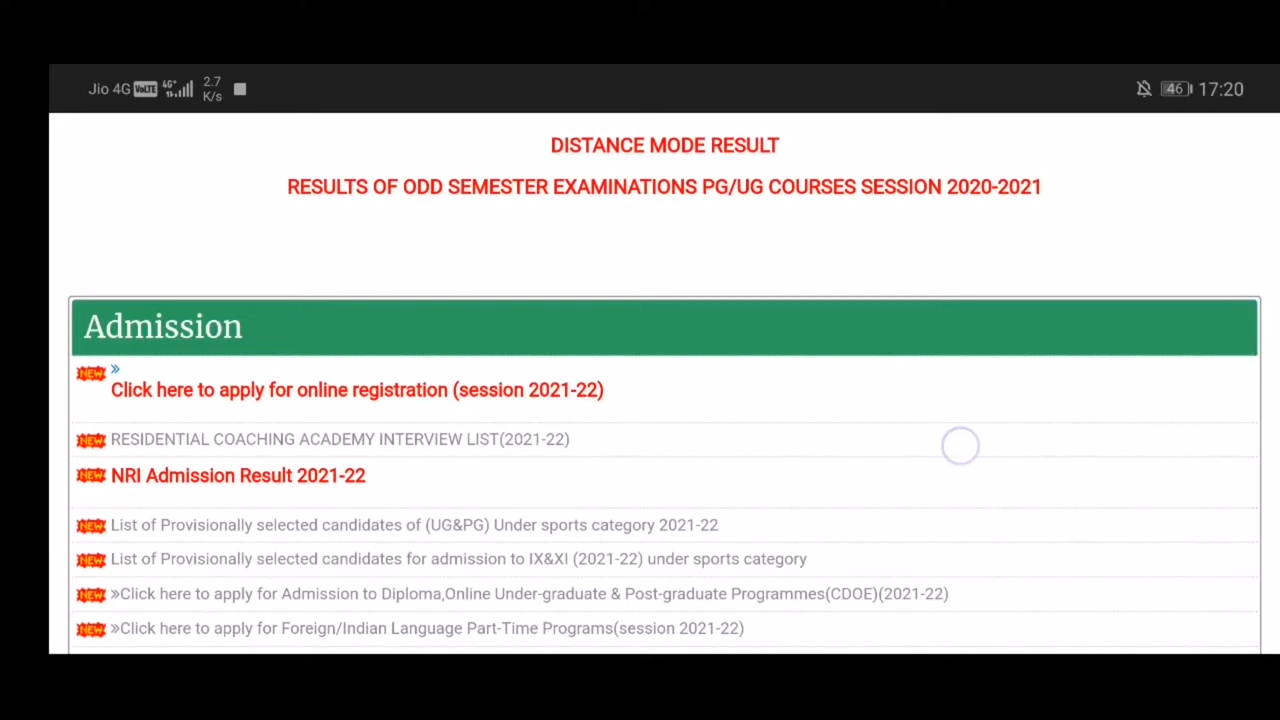 Jio 4G VoLTE 4G+ 2.7 K/s 46 17:20
DISTANCE MODE RESULT
RESULTS OF ODD SEMESTER EXAMINATIONS PG/UG COURSES SESSION 2020-2021
Admission
NEW »
Click here to apply for online registration (session 2021-22)
NEW RESIDENTIAL COACHING ACADEMY INTERVIEW LIST(2021-22)
NEW NRI Admission Result 2021-22
NEW List of Provisionally selected candidates of (UG&PG) Under sports category 2021-22
NEW List of Provisionally selected candidates for admission to IX&XI (2021-22) under sports category
NEW »Click here to apply for Admission to Diploma,Online Under-graduate & Post-graduate Programmes(CDOE)(2021-22)
NEW »Click here to apply for Foreign/Indian Language Part-Time Programs(session 2021-22)